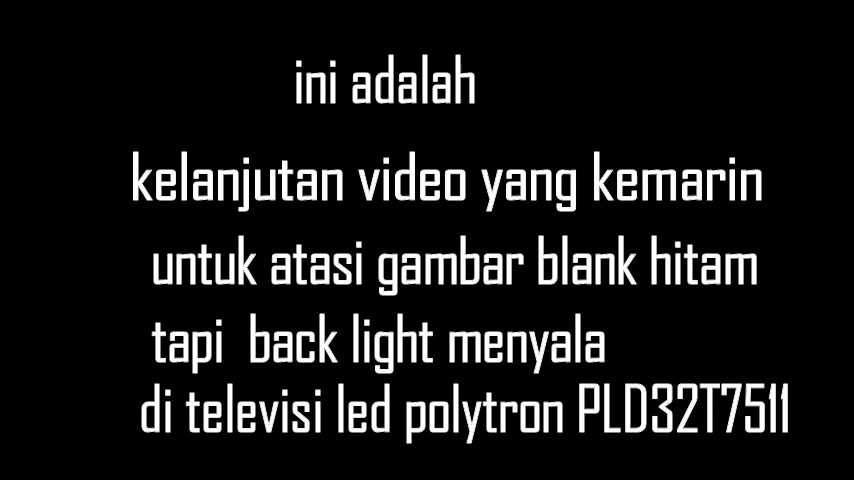 ini adalah
kelanjutan video yang kemarin
untuk atasi gambar blank hitam
tapi back light menyala
di televisi led polytron PLD32T7511